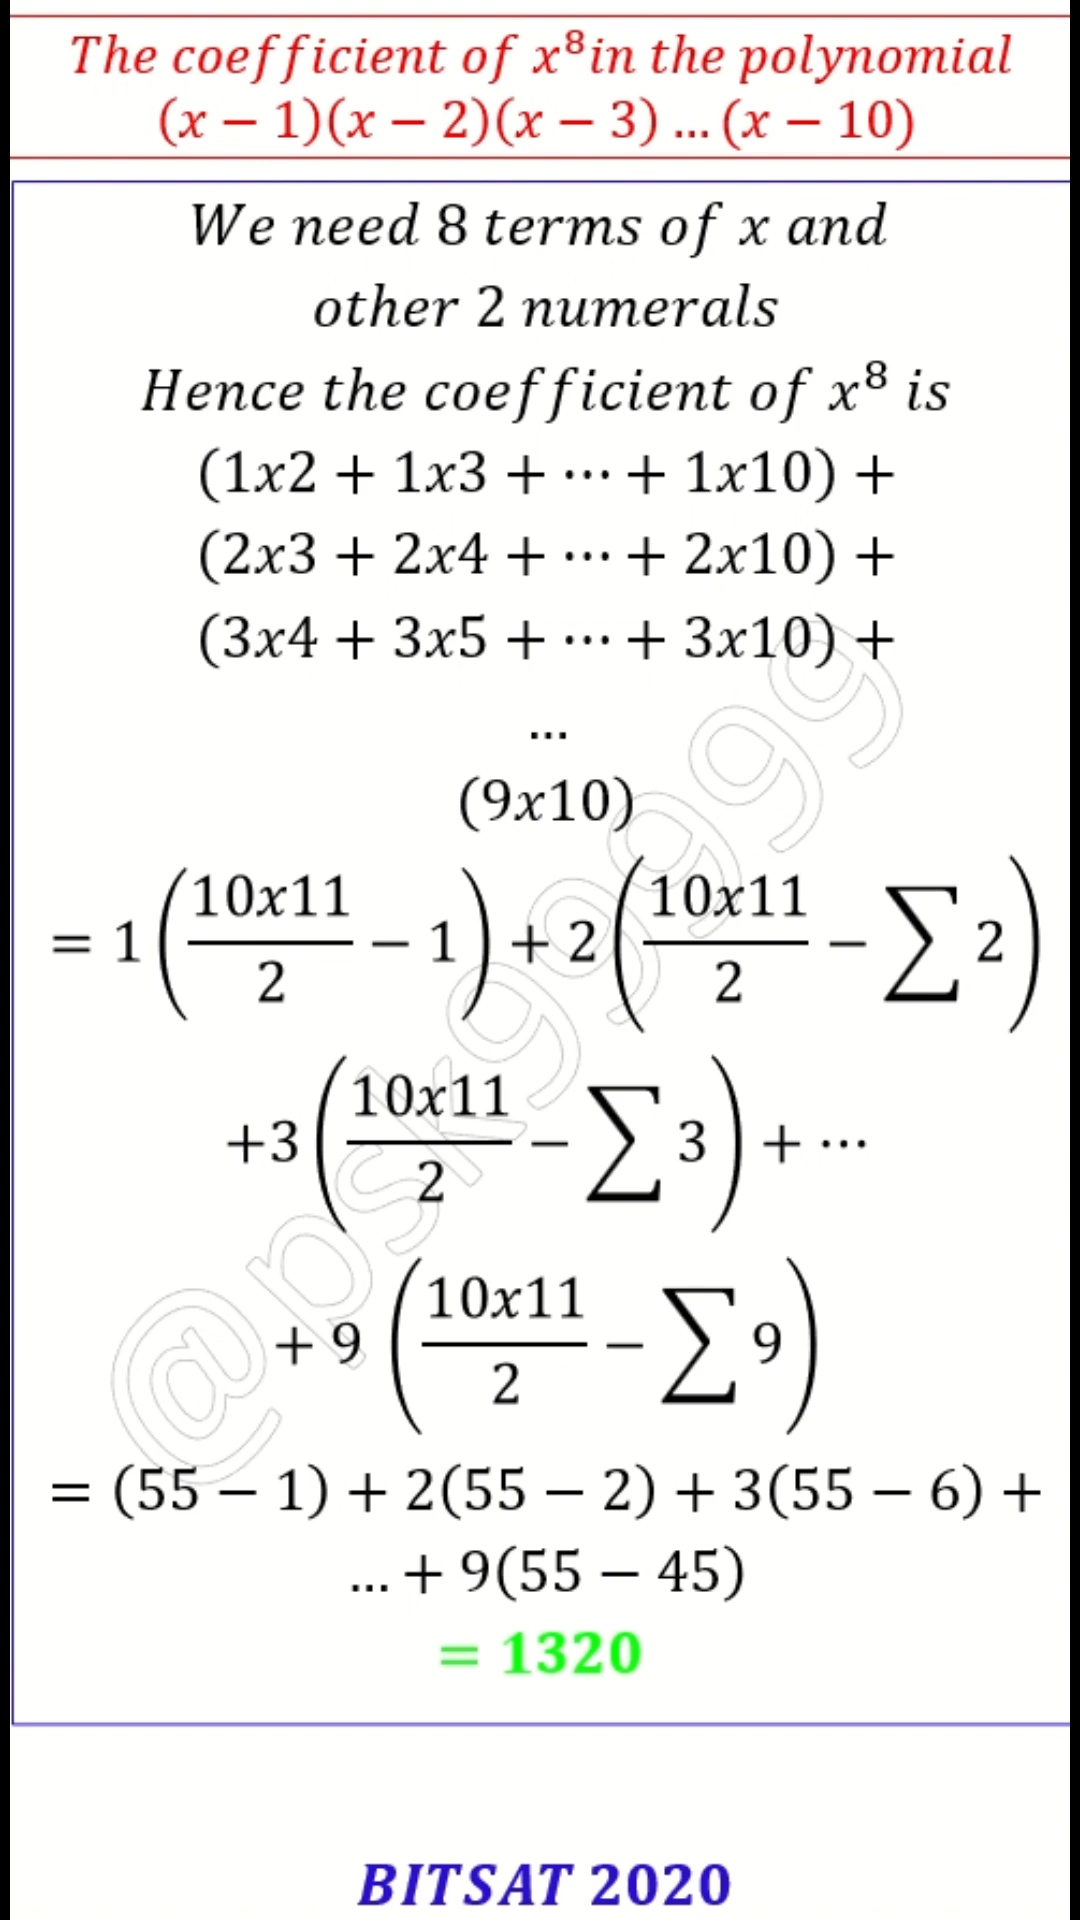 The coefficient of x⁸ in the polynomial
(x − 1)(x − 2)(x − 3) ... (x − 10)
We need 8 terms of x and
other 2 numerals
Hence the coefficient of x⁸ is
(1x2 + 1x3 + ⋯ + 1x10) +
(2x3 + 2x4 + ⋯ + 2x10) +
(3x4 + 3x5 + ⋯ + 3x10) +
...
(9x10)
= 1(10x11/2 − 1) + 2(10x11/2 − ∑2)
+3(10x11/2 − ∑3) + ⋯
+ 9(10x11/2 − ∑9)
= (55 − 1) + 2(55 − 2) + 3(55 − 6) +
... + 9(55 − 45)
= 1320
@psk9999
BITSAT 2020